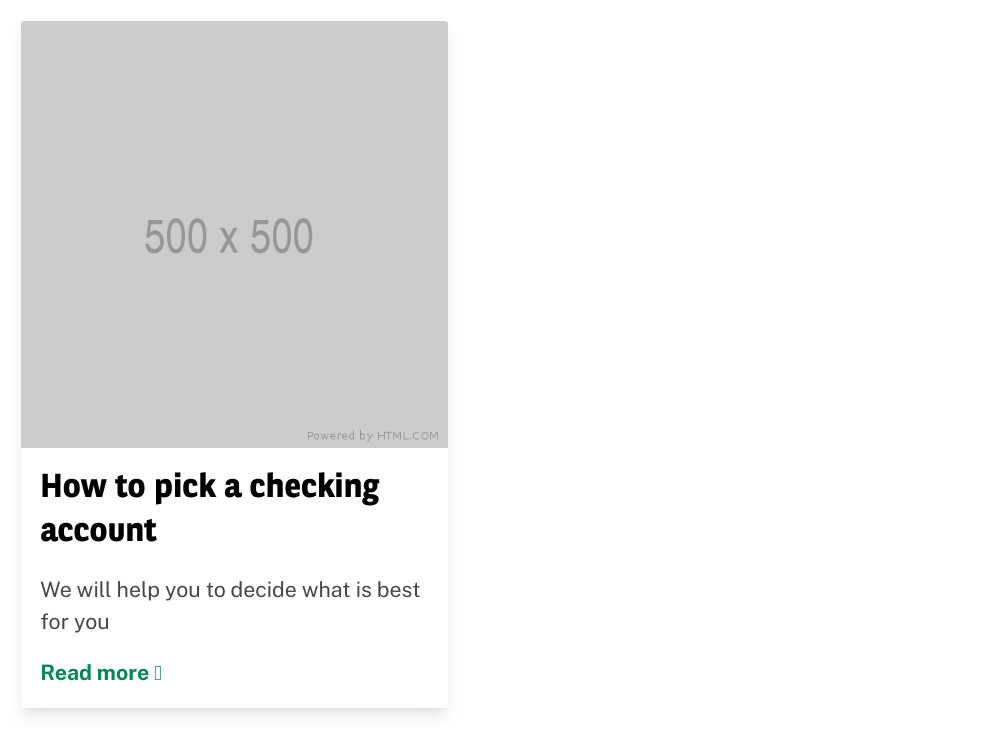 500 x 500
Powered by HTML.COM
How to pick a checking
account
We will help you to decide what is best
for you
Read more